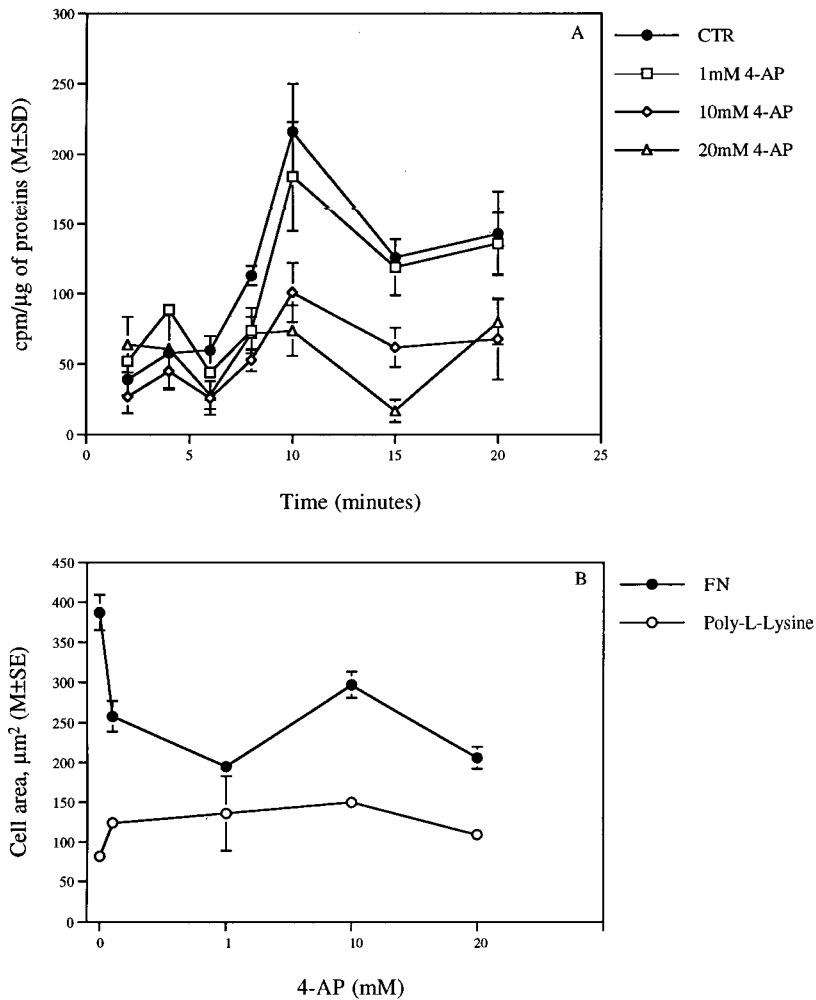 300
250
200
150
100
50
0
0
5
10
15
20
25
cpm/μg of proteins (M±SD)
Time (minutes)
A
CTR
1mM 4-AP
10mM 4-AP
20mM 4-AP
450
400
350
300
250
200
150
100
50
0
0
1
10
20
Cell area, μm² (M±SE)
4-AP (mM)
B
FN
Poly-L-Lysine